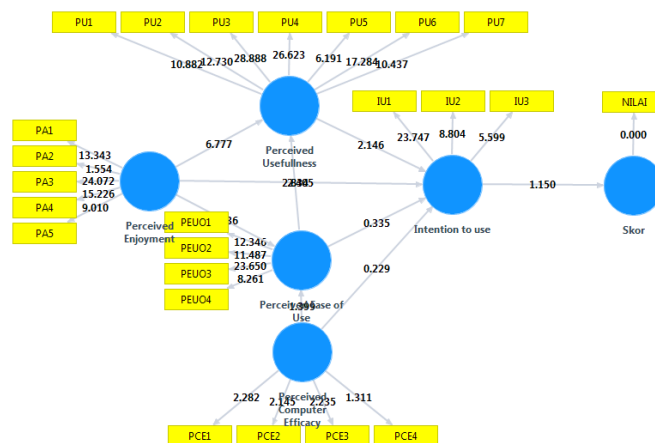 PU1 PU2 PU3 PU4 PU5 PU6 PU7
10.882 12.730 28.888 26.623 6.191 17.284 10.437
IU1 IU2 IU3
NILAI
23.747 8.804 5.599
0.000
PA1
PA2
PA3
PA4
PA5
13.343
1.554
24.072
15.226
9.010
6.777
Perceived
Usefullness
2.146
Perceived
Enjoyment
Intention to use
1.150
Skor
PEUO1
PEUO2
PEUO3
PEUO4
12.346
11.487
23.650
8.261
0.335
0.229
Use
Perceived
Computer
Efficacy
2.282 2.145 2.235 1.311
PCE1 PCE2 PCE3 PCE4